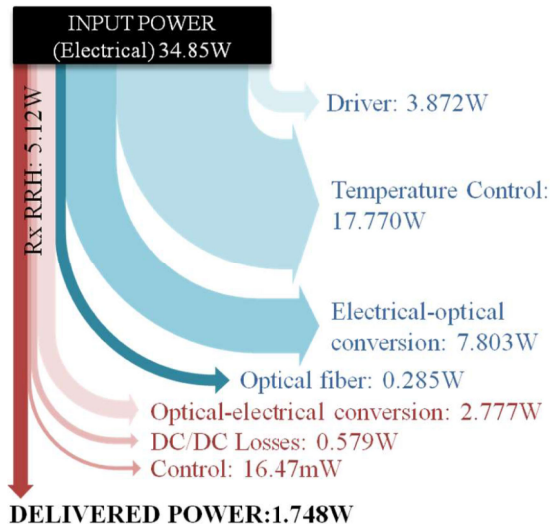 INPUT POWER
(Electrical) 34.85W
Rx RRH: 5.12W
Driver: 3.872W
Temperature Control:
17.770W
Electrical-optical
conversion: 7.803W
Optical fiber: 0.285W
Optical-electrical conversion: 2.777W
DC/DC Losses: 0.579W
Control: 16.47mW
DELIVERED POWER:1.748W